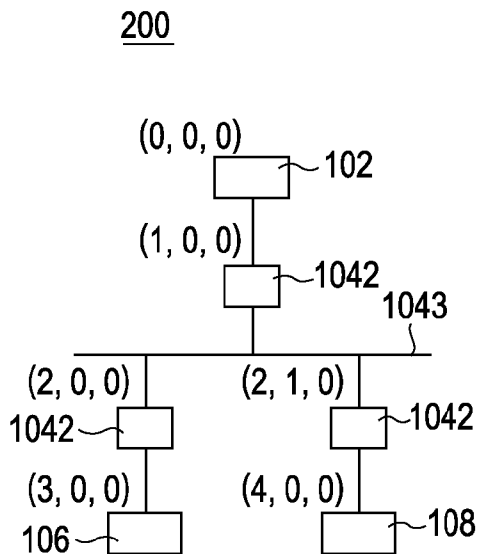 200
(0, 0, 0)
102
(1, 0, 0)
1042
1043
(2, 0, 0)
(2, 1, 0)
1042
1042
(3, 0, 0)
(4, 0, 0)
106
108